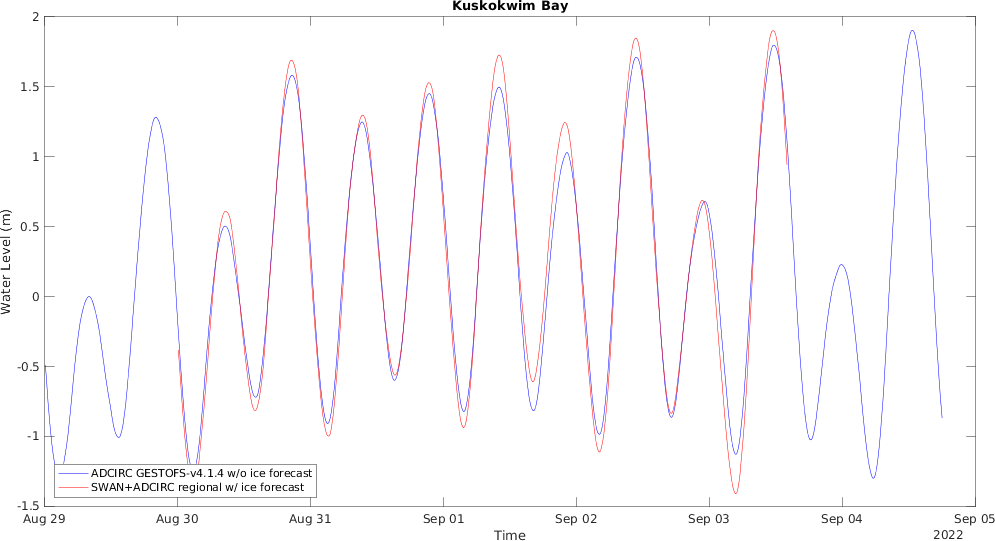 Kuskokwim Bay
2
1.5
1
0.5
0
-0.5
-1
-1.5
Water Level (m)
ADCIRC GESTOFS-v4.1.4 w/o ice forecast
SWAN+ADCIRC regional w/ ice forecast
Aug 29 Aug 30 Aug 31 Sep 01 Sep 02 Sep 03 Sep 04 Sep 05
Time 2022